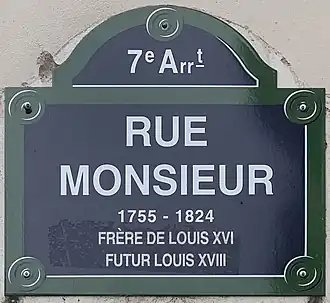 7e Arrt
RUE
MONSIEUR
1755 - 1824
FRÈRE DE LOUIS XVI
FUTUR LOUIS XVIII